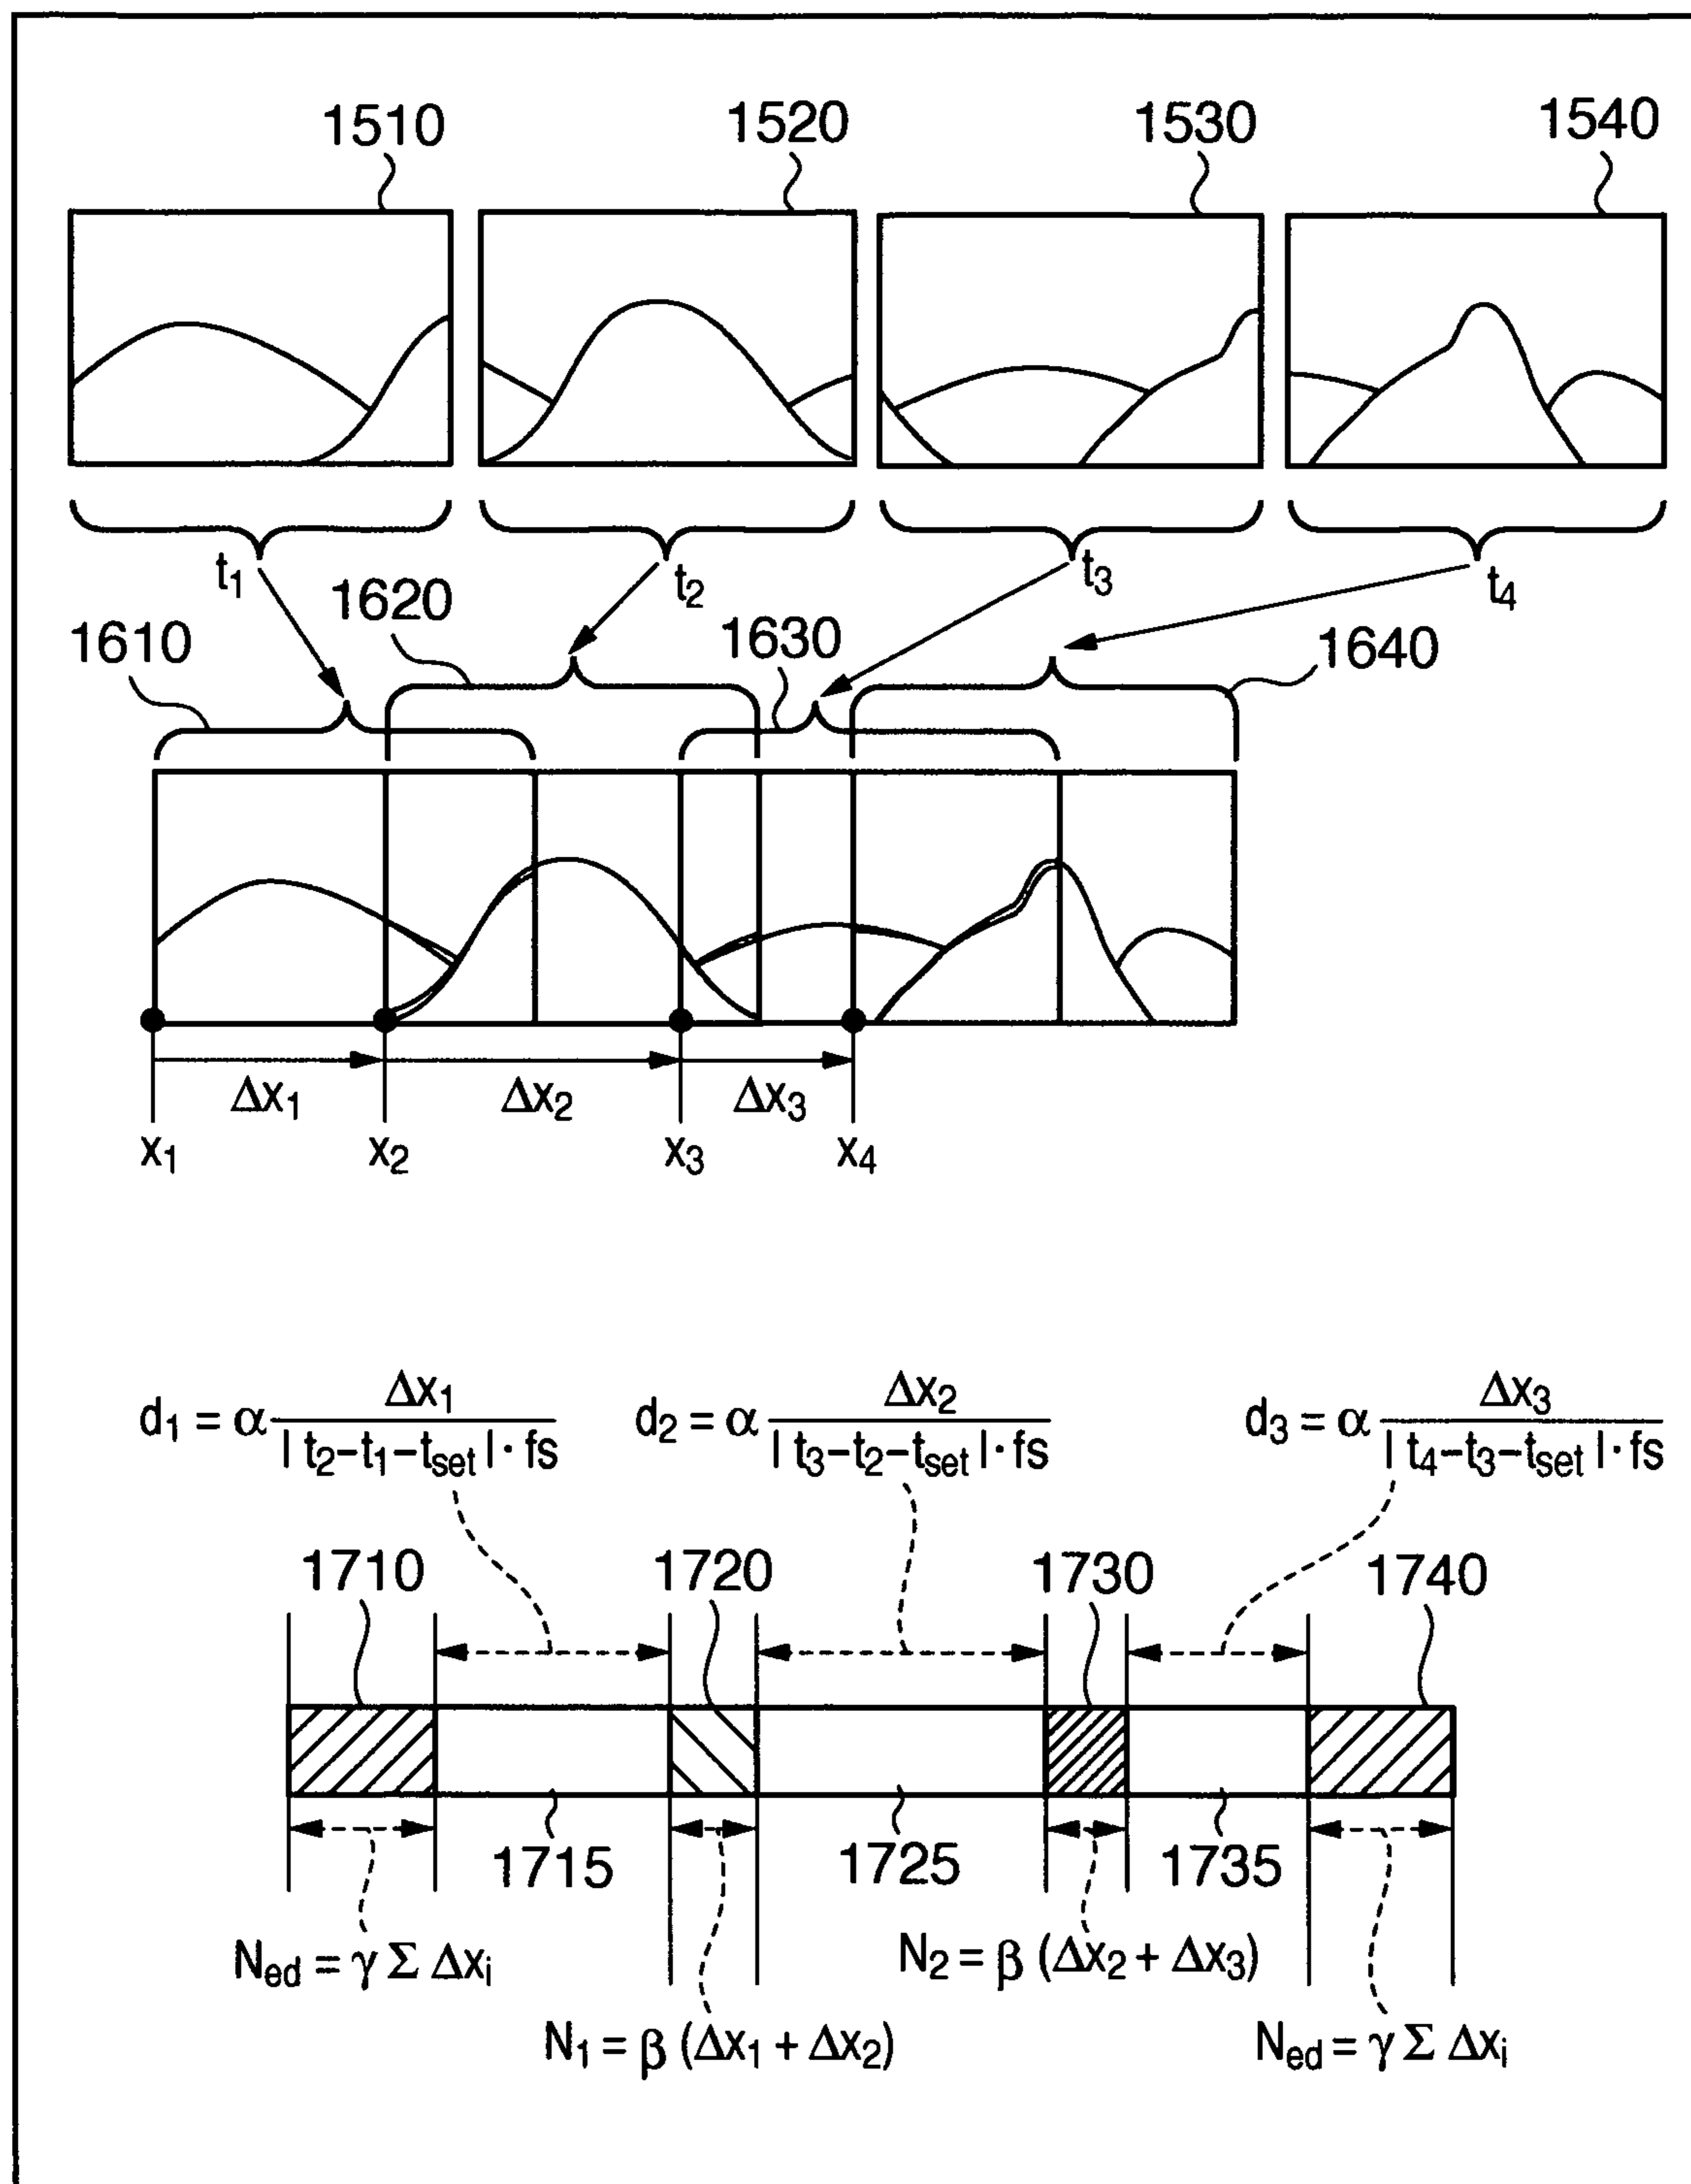 1510 1520 1530 1540
t1 t2 t3 t4
1610 1620 1630 1640
Δx1 Δx2 Δx3
x1 x2 x3 x4
d1 = α Δx1 / | t2–t1–tset | · fs
d2 = α Δx2 / | t3–t2–tset | · fs
d3 = α Δx3 / | t4–t3–tset | · fs
1710 1720 1730 1740
1715 1725 1735
Ned = γ Σ Δxi
N2 = β (Δx2 + Δx3)
N1 = β (Δx1 + Δx2)
Ned = γ Σ Δxi